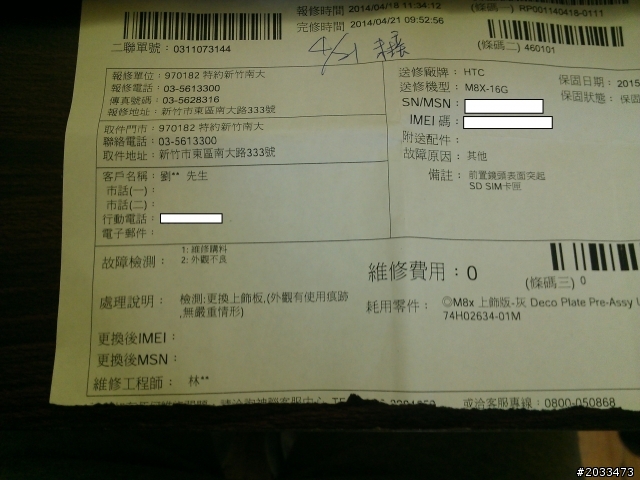 報修時間：2014/04/18 11:34:12
(條碼一) RP001140418-0111
完修時間：2014/04/21 09:52:56
二聯單號：0311073144
4/21
(條碼二) 460101
報修單位：970182 特約新竹南大
報修電話：03-5613300
傳真號碼：03-5628316
報修地址：新竹市東區南大路333號
送修廠牌：HTC
保固日期：2015
送修機型：M8X-16G
保固狀態：保
SN/MSN：
IMEI 碼：
附送配件：
故障原因：其他
備註：前置鏡頭表面突起
SD SIM卡匣
取件門市：970182 特約新竹南大
聯絡電話：03-5613300
取件地址：新竹市東區南大路333號
客戶名稱：劉** 先生
市話(一)：
市話(二)：
行動電話：
電子郵件：
故障檢測：1: 維修購料
2: 外觀不良
維修費用：0
(條碼三) 0
處理說明：檢測:更換上飾板,(外觀有使用痕跡
,無嚴重情形)
耗用零件：◎M8x 上飾版-灰 Deco Plate Pre-Assy U
74H02634-01M
更換後IMEI：
更換後MSN：
維修工程師：林**
或洽客服專線：0800-050868
#2033473